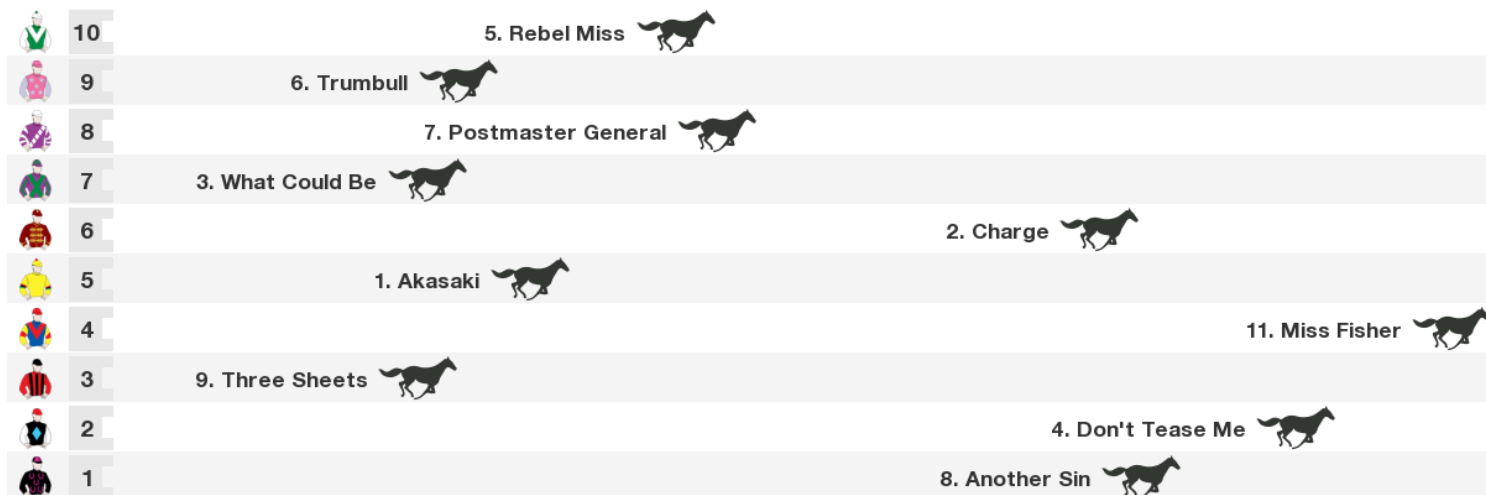 10 5. Rebel Miss
9 6. Trumbull
8 7. Postmaster General
7 3. What Could Be
6 2. Charge
5 1. Akasaki
4 11. Miss Fisher
3 9. Three Sheets
2 4. Don't Tease Me
1 8. Another Sin